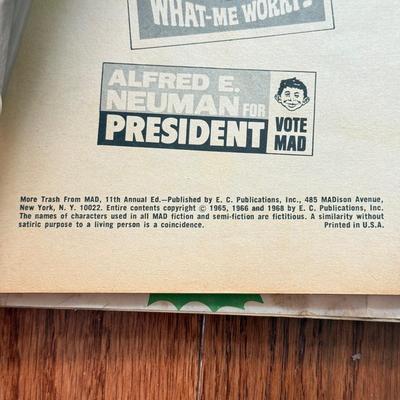 WHAT-ME WORRY?
ALFRED E.
NEUMAN FOR
PRESIDENT
VOTE
MAD
More Trash From MAD, 11th Annual Ed.—Published by E. C. Publications, Inc., 485 MADison Avenue,
New York, N. Y. 10022. Entire contents copyright © 1965, 1966 and 1968 by E. C. Publications, Inc.
The names of characters used in all MAD fiction and semi-fiction are fictitious. A similarity without
satiric purpose to a living person is a coincidence. Printed in U.S.A.